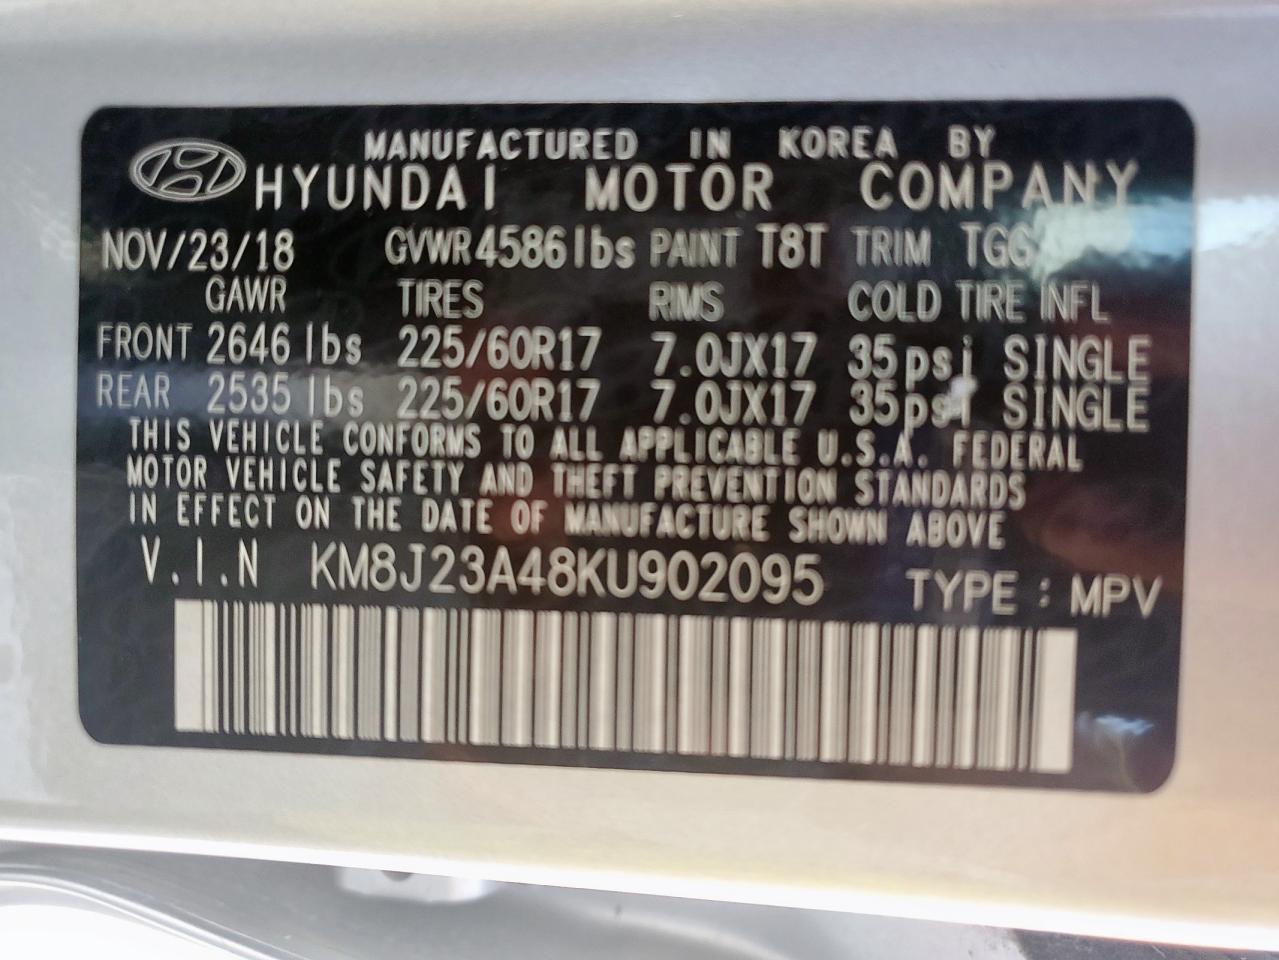 MANUFACTURED IN KOREA BY
HYUNDAI MOTOR COMPANY
NOV/23/18 GVWR 4586 lbs PAINT T8T TRIM TGG
GAWR TIRES RIMS COLD TIRE INFL
FRONT 2646 lbs 225/60R17 7.0JX17 35psi SINGLE
REAR 2535 lbs 225/60R17 7.0JX17 35psi SINGLE
THIS VEHICLE CONFORMS TO ALL APPLICABLE U.S.A. FEDERAL
MOTOR VEHICLE SAFETY AND THEFT PREVENTION STANDARDS
IN EFFECT ON THE DATE OF MANUFACTURE SHOWN ABOVE
V.I.N KM8J23A48KU902095 TYPE : MPV